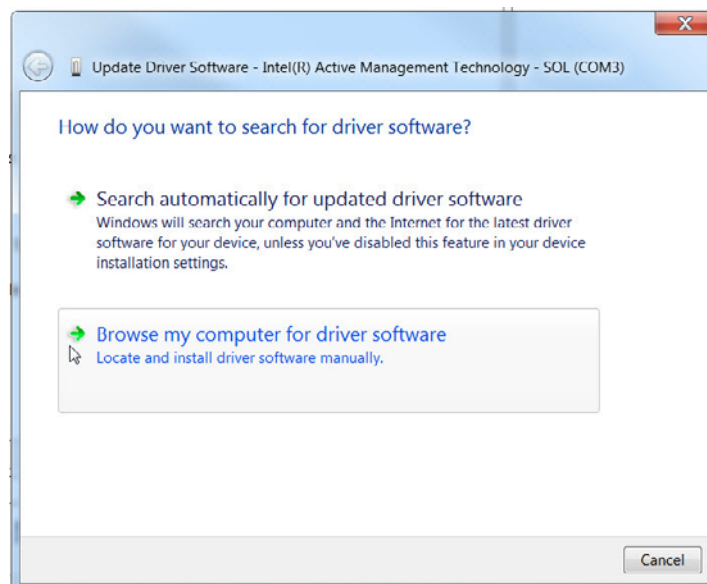 Update Driver Software - Intel(R) Active Management Technology - SOL (COM3)
How do you want to search for driver software?
Search automatically for updated driver software
Windows will search your computer and the Internet for the latest driver
software for your device, unless you've disabled this feature in your device
installation settings.
Browse my computer for driver software
Locate and install driver software manually.
Cancel